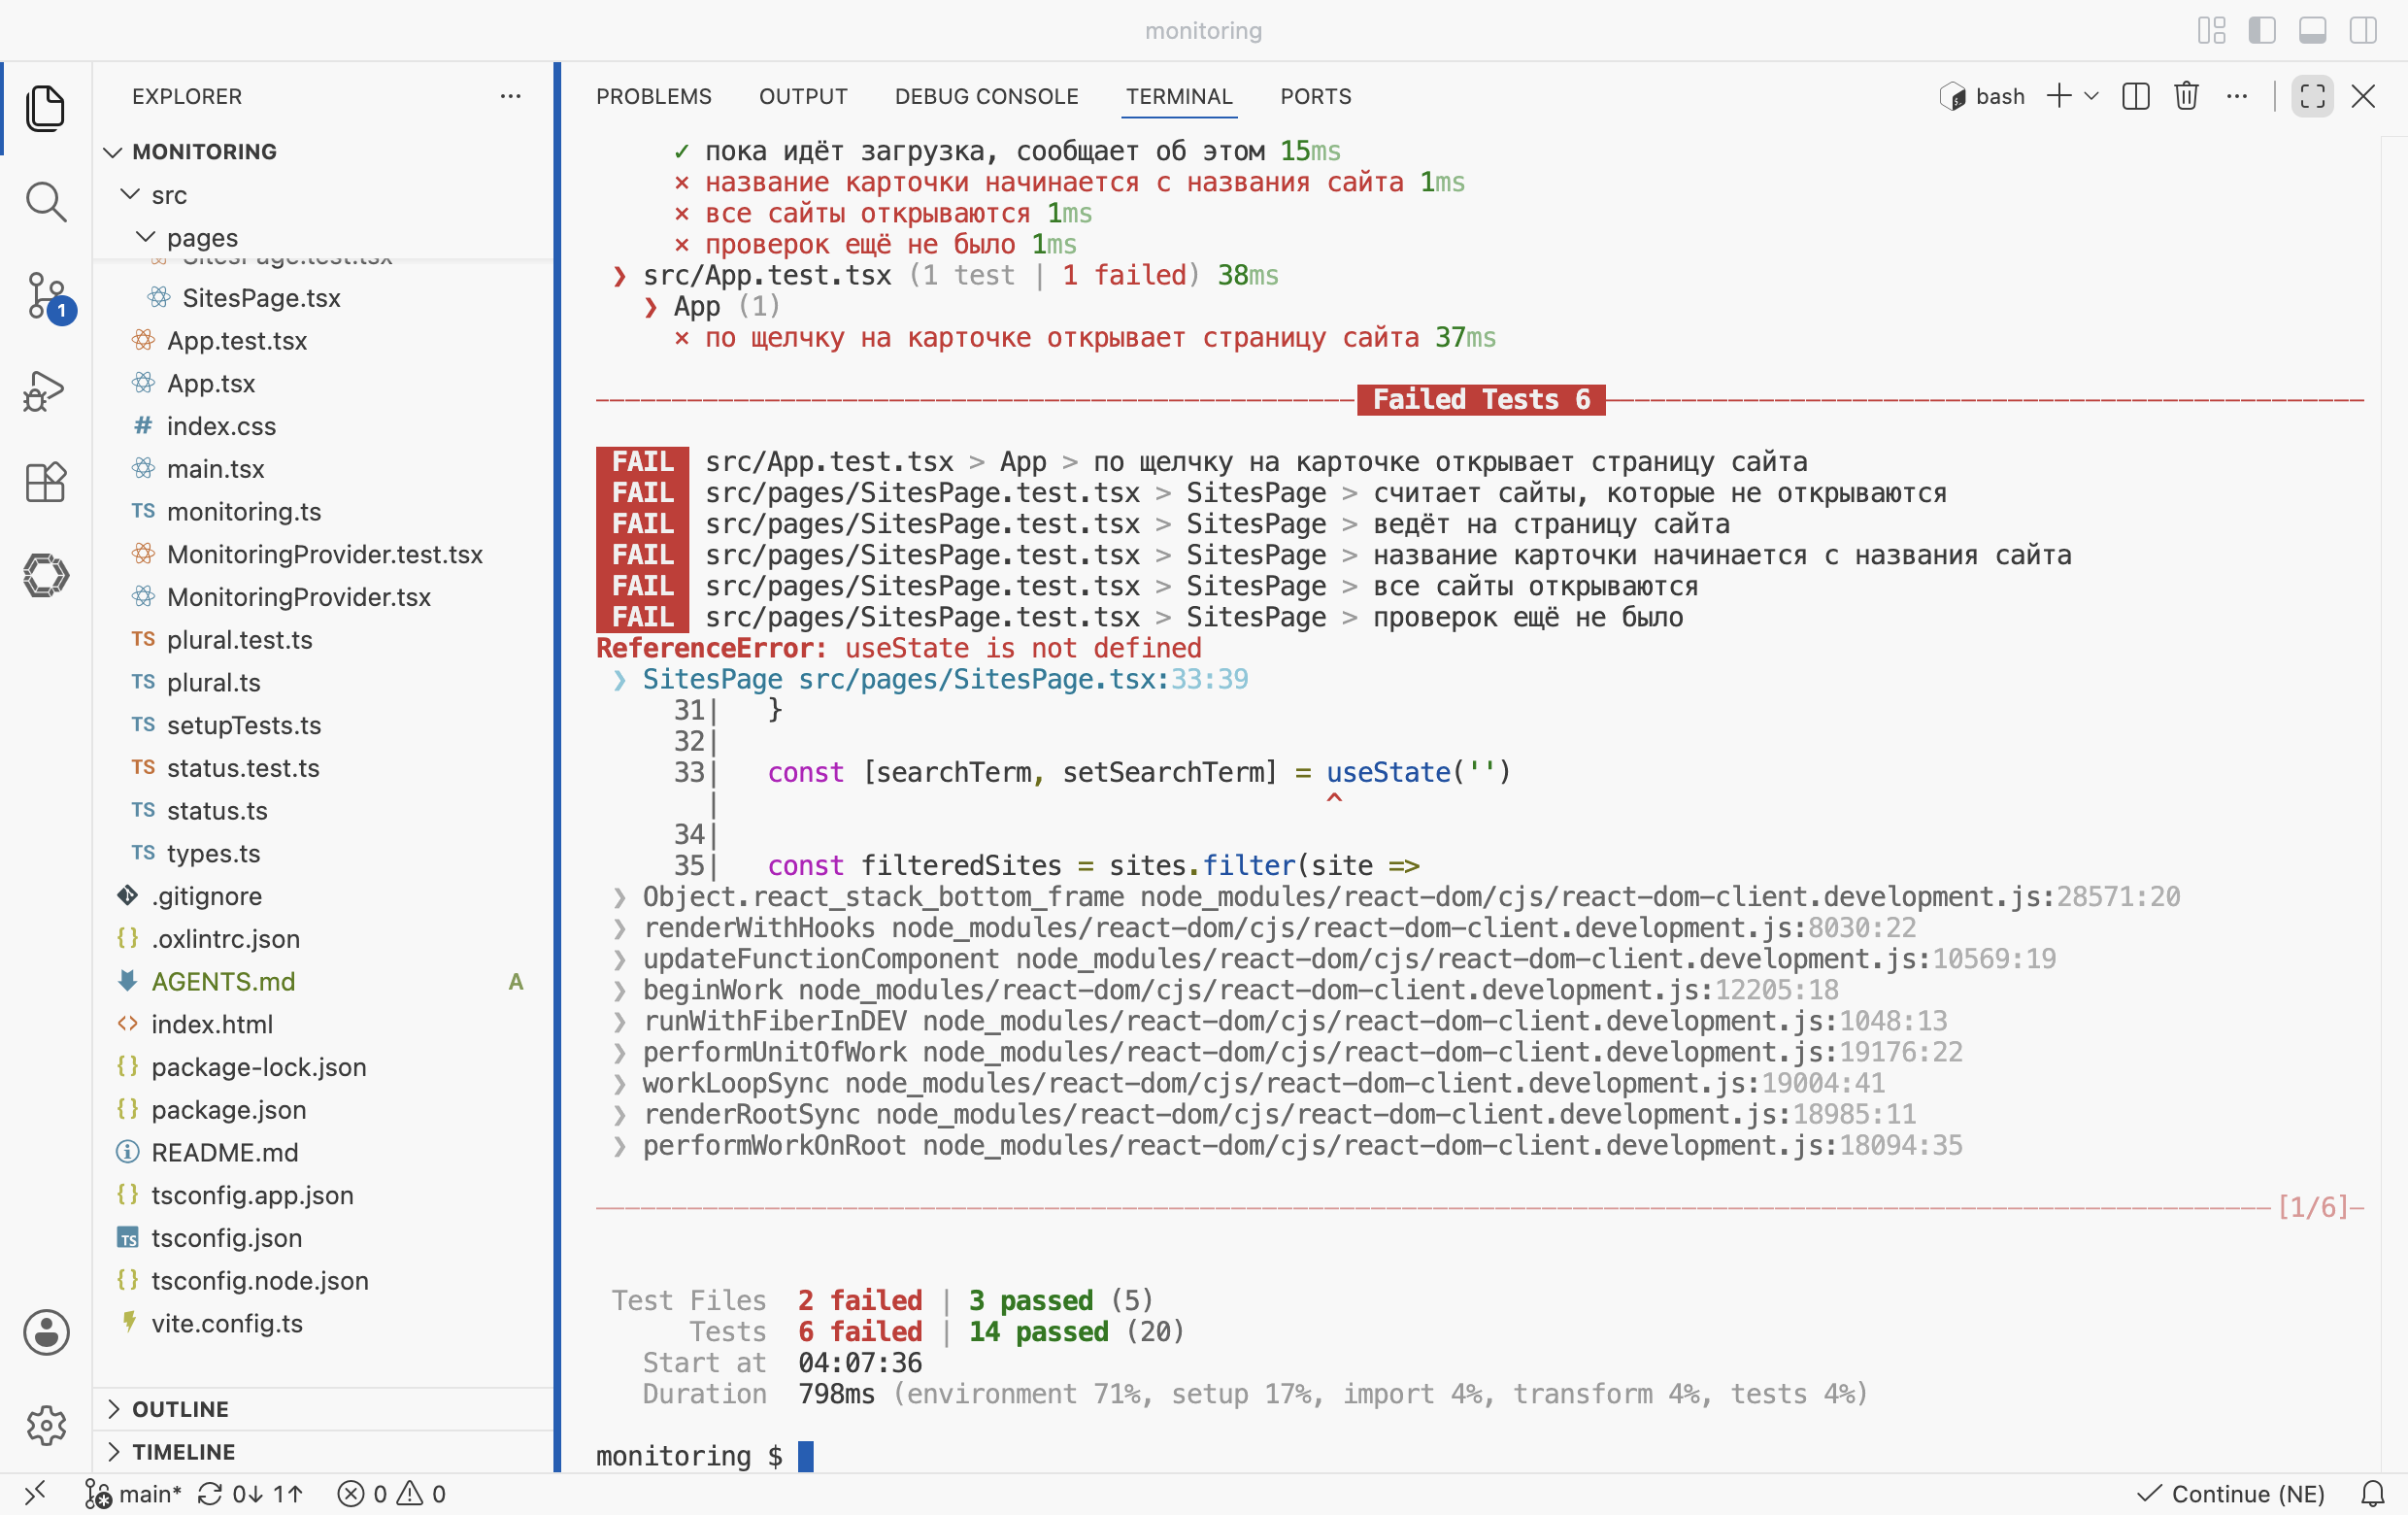 monitoring
EXPLORER
MONITORING
src
pages
SitesPage.test.tsx
SitesPage.tsx
App.test.tsx
App.tsx
# index.css
main.tsx
TS monitoring.ts
MonitoringProvider.test.tsx
MonitoringProvider.tsx
TS plural.test.ts
TS plural.ts
TS setupTests.ts
TS status.test.ts
TS status.ts
TS types.ts
.gitignore
{} .oxlintrc.json
AGENTS.md A
<> index.html
{} package-lock.json
{} package.json
README.md
{} tsconfig.app.json
TS tsconfig.json
{} tsconfig.node.json
vite.config.ts
OUTLINE
TIMELINE
1
PROBLEMS OUTPUT DEBUG CONSOLE TERMINAL PORTS
bash
✓ пока идёт загрузка, сообщает об этом 15ms
× название карточки начинается с названия сайта 1ms
× все сайты открываются 1ms
× проверок ещё не было 1ms
❯ src/App.test.tsx (1 test | 1 failed) 38ms
❯ App (1)
× по щелчку на карточке открывает страницу сайта 37ms
Failed Tests 6
FAIL src/App.test.tsx > App > по щелчку на карточке открывает страницу сайта
FAIL src/pages/SitesPage.test.tsx > SitesPage > считает сайты, которые не открываются
FAIL src/pages/SitesPage.test.tsx > SitesPage > ведёт на страницу сайта
FAIL src/pages/SitesPage.test.tsx > SitesPage > название карточки начинается с названия сайта
FAIL src/pages/SitesPage.test.tsx > SitesPage > все сайты открываются
FAIL src/pages/SitesPage.test.tsx > SitesPage > проверок ещё не было
ReferenceError: useState is not defined
❯ SitesPage src/pages/SitesPage.tsx:33:39
31| }
32|
33| const [searchTerm, setSearchTerm] = useState('')
| ^
34|
35| const filteredSites = sites.filter(site =>
❯ Object.react_stack_bottom_frame node_modules/react-dom/cjs/react-dom-client.development.js:28571:20
❯ renderWithHooks node_modules/react-dom/cjs/react-dom-client.development.js:8030:22
❯ updateFunctionComponent node_modules/react-dom/cjs/react-dom-client.development.js:10569:19
❯ beginWork node_modules/react-dom/cjs/react-dom-client.development.js:12205:18
❯ runWithFiberInDEV node_modules/react-dom/cjs/react-dom-client.development.js:1048:13
❯ performUnitOfWork node_modules/react-dom/cjs/react-dom-client.development.js:19176:22
❯ workLoopSync node_modules/react-dom/cjs/react-dom-client.development.js:19004:41
❯ renderRootSync node_modules/react-dom/cjs/react-dom-client.development.js:18985:11
❯ performWorkOnRoot node_modules/react-dom/cjs/react-dom-client.development.js:18094:35
[1/6]
Test Files 2 failed | 3 passed (5)
Tests 6 failed | 14 passed (20)
Start at 04:07:36
Duration 798ms (environment 71%, setup 17%, import 4%, transform 4%, tests 4%)
monitoring $
main* 0↓ 1↑ 0 0
Continue (NE)